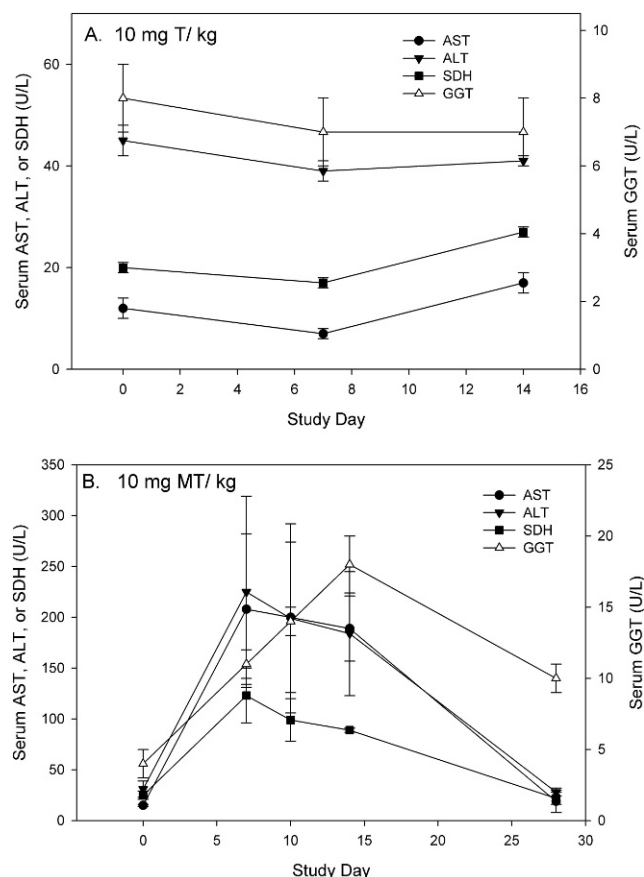 A. 10 mg T/ kg
AST
ALT
SDH
GGT
Serum AST, ALT, or SDH (U/L)
60
40
20
0
Serum GGT (U/L)
10
8
6
4
2
0
0 2 4 6 8 10 12 14 16
Study Day
B. 10 mg MT/ kg
AST
ALT
SDH
GGT
Serum AST, ALT, or SDH (U/L)
350
300
250
200
150
100
50
0
Serum GGT (U/L)
25
20
15
10
5
0
0 5 10 15 20 25 30
Study Day